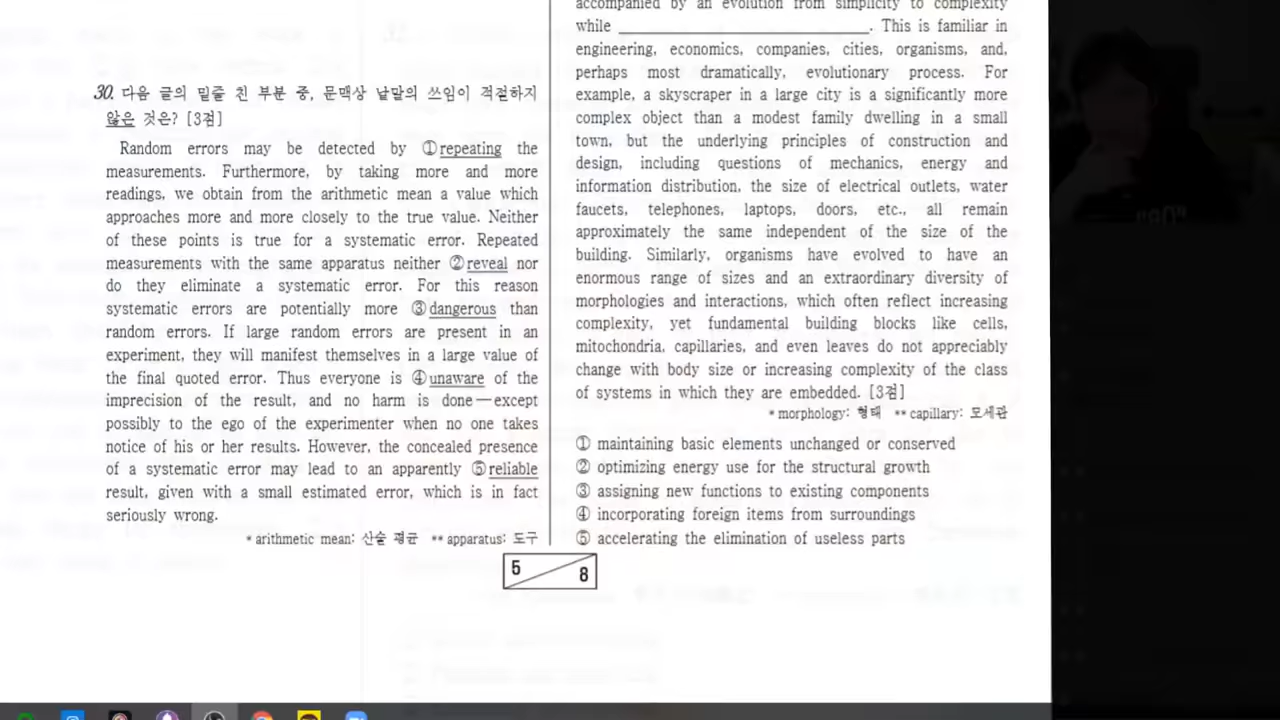 30. 다음 글의 밑줄 친 부분 중, 문맥상 낱말의 쓰임이 적절하지
않은 것은? [3점]
Random errors may be detected by ①repeating the
measurements. Furthermore, by taking more and more
readings, we obtain from the arithmetic mean a value which
approaches more and more closely to the true value. Neither
of these points is true for a systematic error. Repeated
measurements with the same apparatus neither ②reveal nor
do they eliminate a systematic error. For this reason
systematic errors are potentially more ③dangerous than
random errors. If large random errors are present in an
experiment, they will manifest themselves in a large value of
the final quoted error. Thus everyone is ④unaware of the
imprecision of the result, and no harm is done—except
possibly to the ego of the experimenter when no one takes
notice of his or her results. However, the concealed presence
of a systematic error may lead to an apparently ⑤reliable
result, given with a small estimated error, which is in fact
seriously wrong.
* arithmetic mean: 산술 평균 ** apparatus: 도구
accompanied by an evolution from simplicity to complexity
while ____________________. This is familiar in
engineering, economics, companies, cities, organisms, and,
perhaps most dramatically, evolutionary process. For
example, a skyscraper in a large city is a significantly more
complex object than a modest family dwelling in a small
town, but the underlying principles of construction and
design, including questions of mechanics, energy and
information distribution, the size of electrical outlets, water
faucets, telephones, laptops, doors, etc., all remain
approximately the same independent of the size of the
building. Similarly, organisms have evolved to have an
enormous range of sizes and an extraordinary diversity of
morphologies and interactions, which often reflect increasing
complexity, yet fundamental building blocks like cells,
mitochondria, capillaries, and even leaves do not appreciably
change with body size or increasing complexity of the class
of systems in which they are embedded. [3점]
* morphology: 형태 ** capillary: 모세관
① maintaining basic elements unchanged or conserved
② optimizing energy use for the structural growth
③ assigning new functions to existing components
④ incorporating foreign items from surroundings
⑤ accelerating the elimination of useless parts
5 8